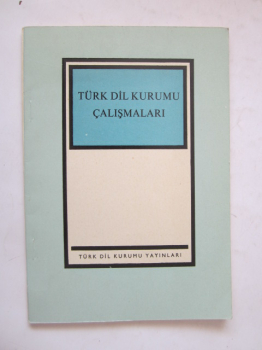 TÜRK DİL KURUMU
ÇALIŞMALARI
TÜRK DİL KURUMU YAYINLARI